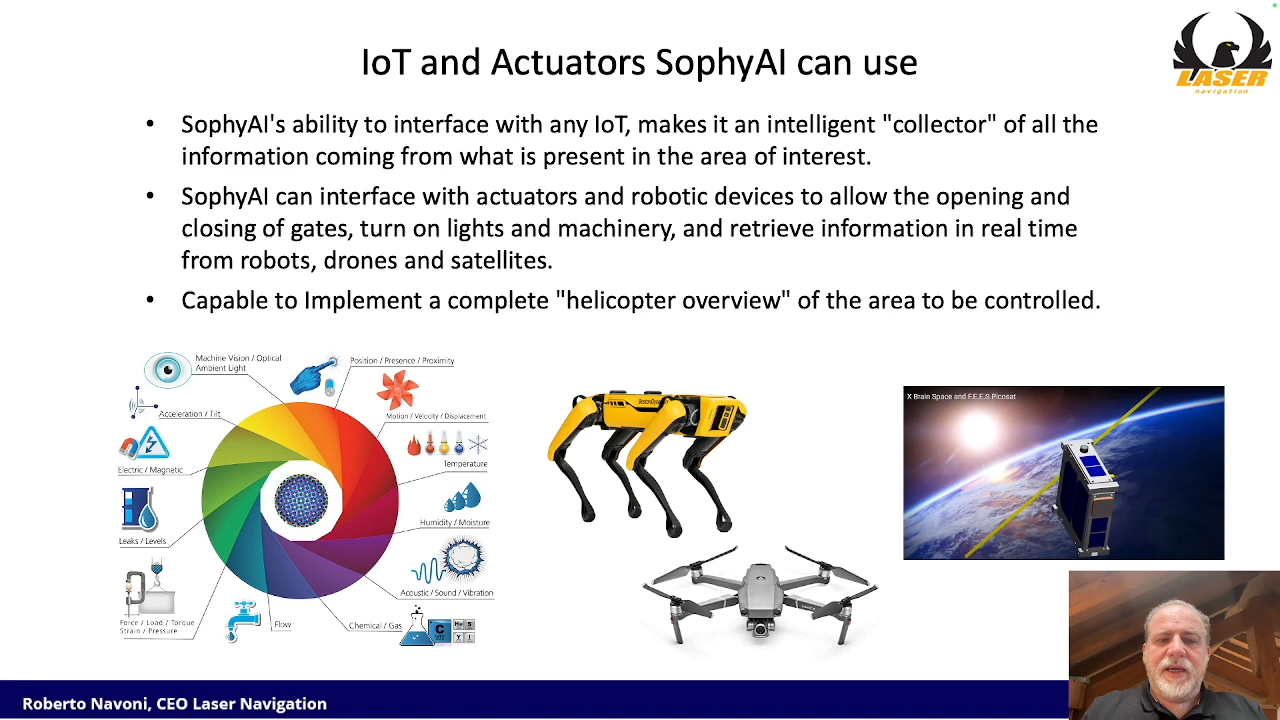 IoT and Actuators SophyAI can use
LASER
navigation
• SophyAI's ability to interface with any IoT, makes it an intelligent "collector" of all the
information coming from what is present in the area of interest.
• SophyAI can interface with actuators and robotic devices to allow the opening and
closing of gates, turn on lights and machinery, and retrieve information in real time
from robots, drones and satellites.
• Capable to Implement a complete "helicopter overview" of the area to be controlled.
Machine Vision / Optical
Ambient Light
Position / Presence / Proximity
Acceleration / Tilt
Motion / Velocity / Displacement
Electric / Magnetic
Temperature
Leaks / Levels
Humidity / Moisture
Force / Load / Torque
Strain / Pressure
Acoustic / Sound / Vibration
Flow
Chemical / Gas
X Brain Space and F.E.E.S Picosat
Roberto Navoni, CEO Laser Navigation